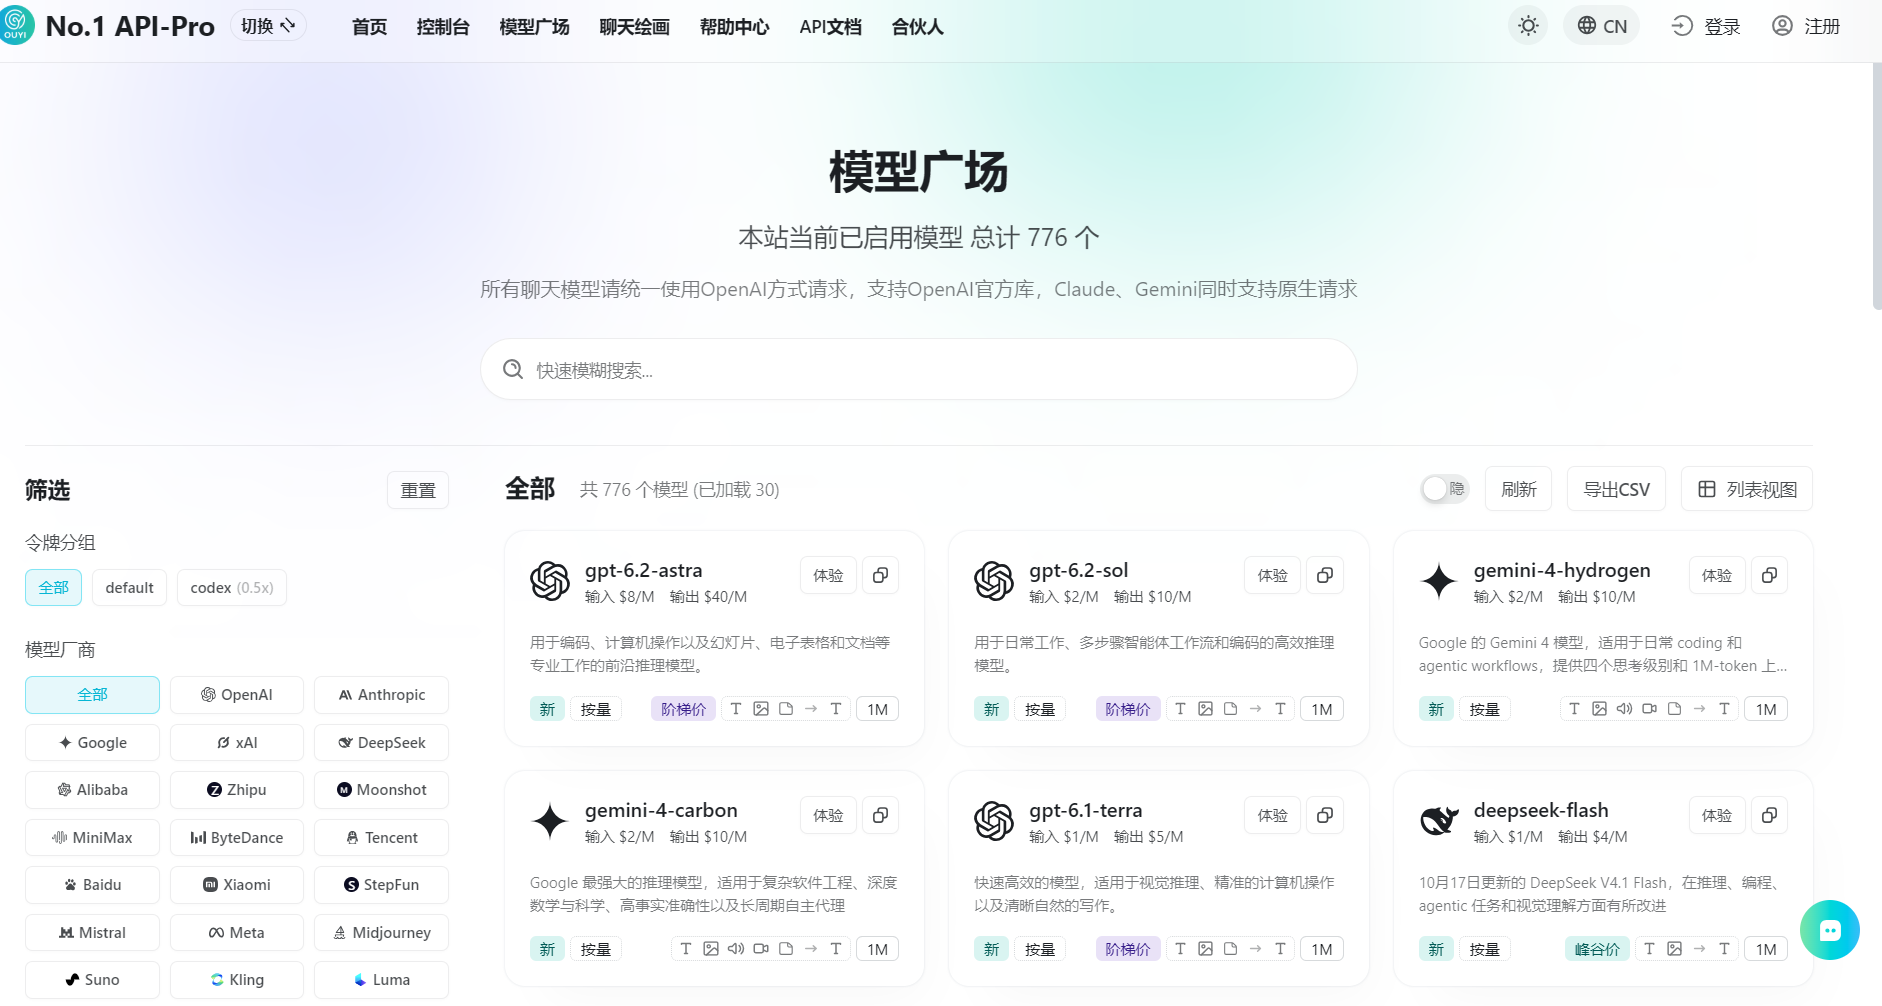 OUYI
No.1 API-Pro
切换
首页 控制台 模型广场 聊天绘画 帮助中心 API文档 合伙人
CN
登录
注册
模型广场
本站当前已启用模型 总计 776 个
所有聊天模型请统一使用OpenAI方式请求，支持OpenAI官方库，Claude、Gemini同时支持原生请求
快速模糊搜索...
筛选
重置
令牌分组
全部 default codex (0.5x)
模型厂商
全部 OpenAI Anthropic
Google xAI DeepSeek
Alibaba Zhipu Moonshot
MiniMax ByteDance Tencent
Baidu Xiaomi StepFun
Mistral Meta Midjourney
Suno Kling Luma
全部 共 776 个模型 (已加载 30)
隐 刷新 导出CSV 列表视图
gpt-6.2-astra
体验
输入 $8/M 输出 $40/M
用于编码、计算机操作以及幻灯片、电子表格和文档等
专业工作的前沿推理模型。
新 按量 阶梯价 T → T 1M
gpt-6.2-sol
体验
输入 $2/M 输出 $10/M
用于日常工作、多步骤智能体工作流和编码的高效推理
模型。
新 按量 阶梯价 T → T 1M
gemini-4-hydrogen
体验
输入 $2/M 输出 $10/M
Google 的 Gemini 4 模型，适用于日常 coding 和
agentic workflows，提供四个思考级别和 1M-token 上...
新 按量 T → T 1M
gemini-4-carbon
体验
输入 $2/M 输出 $10/M
Google 最强大的推理模型，适用于复杂软件工程、深度
数学与科学、高事实准确性以及长周期自主代理
新 按量 T → T 1M
gpt-6.1-terra
体验
输入 $1/M 输出 $5/M
快速高效的模型，适用于视觉推理、精准的计算机操作
以及清晰自然的写作。
新 按量 阶梯价 T → T 1M
deepseek-flash
体验
输入 $1/M 输出 $4/M
10月17日更新的 DeepSeek V4.1 Flash，在推理、编程、
agentic 任务和视觉理解方面有所改进
新 按量 峰谷价 T → T 1M